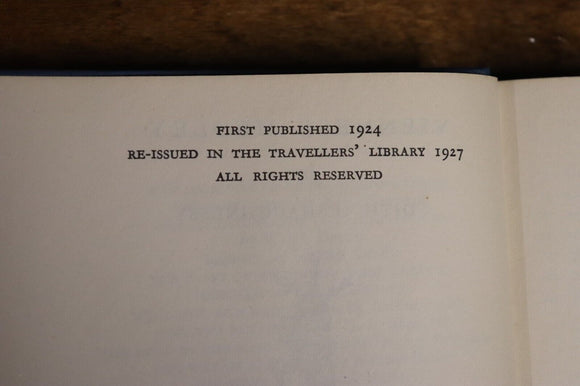 FIRST PUBLISHED 1924
RE-ISSUED IN THE TRAVELLERS' LIBRARY 1927
ALL RIGHTS RESERVED